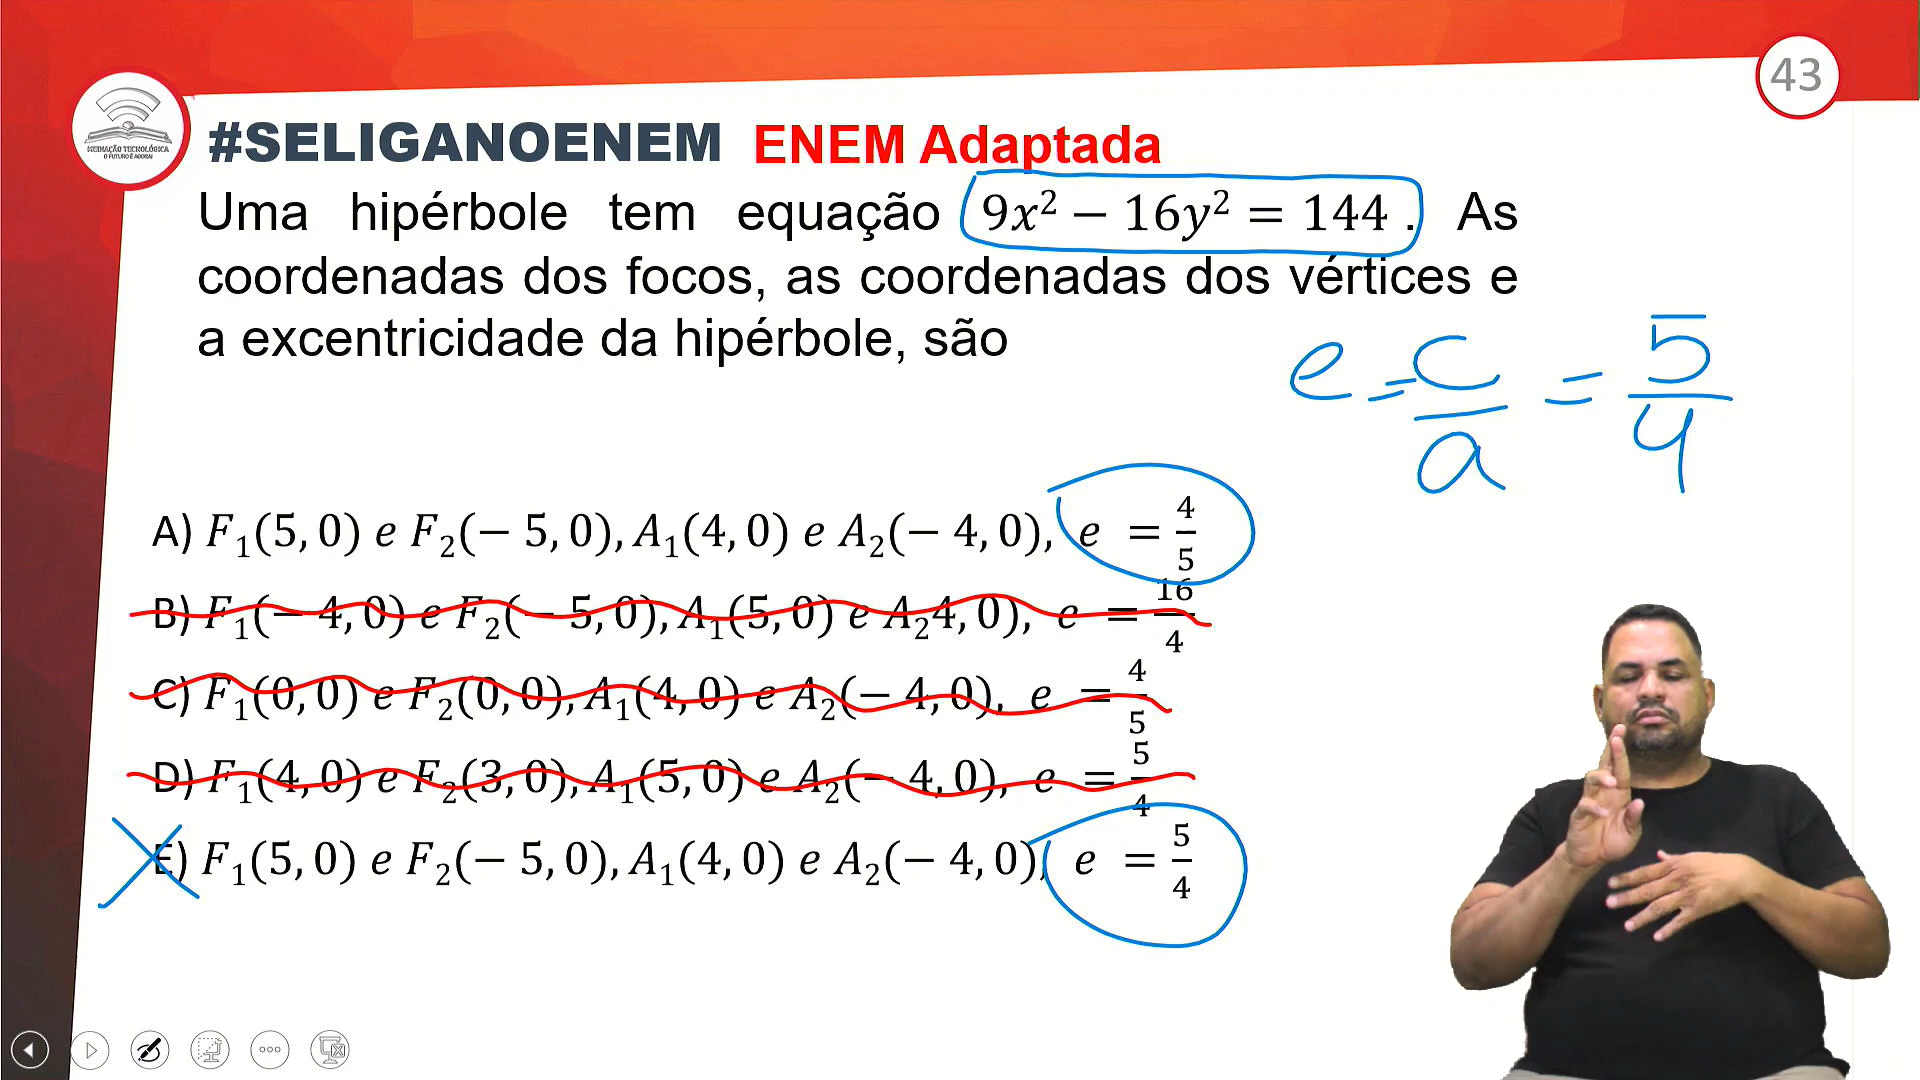 43
MEDIAÇÃO TECNOLÓGICA
O FUTURO É AGORA!
#SELIGANOENEM ENEM Adaptada
Uma hipérbole tem equação 9x² − 16y² = 144 . As
coordenadas dos focos, as coordenadas dos vértices e
a excentricidade da hipérbole, são
e = c/a = 5/4
A) F₁(5, 0) e F₂(− 5, 0), A₁(4, 0) e A₂(− 4, 0), e = 4/5
B) F₁(− 4, 0) e F₂(− 5, 0), A₁(5, 0) e A₂4, 0), e = 16/4
C) F₁(0, 0) e F₂(0, 0), A₁(4, 0) e A₂(− 4, 0), e = 4/5
D) F₁(4, 0) e F₂(3, 0), A₁(5, 0) e A₂(− 4, 0), e = 5/4
E) F₁(5, 0) e F₂(− 5, 0), A₁(4, 0) e A₂(− 4, 0), e = 5/4